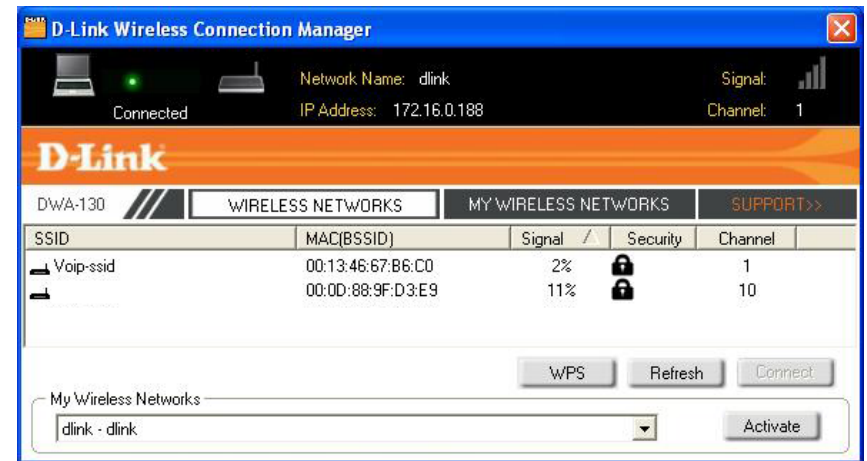 D-Link Wireless Connection Manager
Network Name: dlink Signal:
Connected IP Address: 172.16.0.188 Channel: 1
D-Link
DWA-130 WIRELESS NETWORKS MY WIRELESS NETWORKS SUPPORT>>
SSID MAC(BSSID) Signal Security Channel
Voip-ssid 00:13:46:67:B6:C0 2% 1
00:0D:88:9F:D3:E9 11% 10
WPS Refresh Connect
My Wireless Networks
dlink - dlink Activate